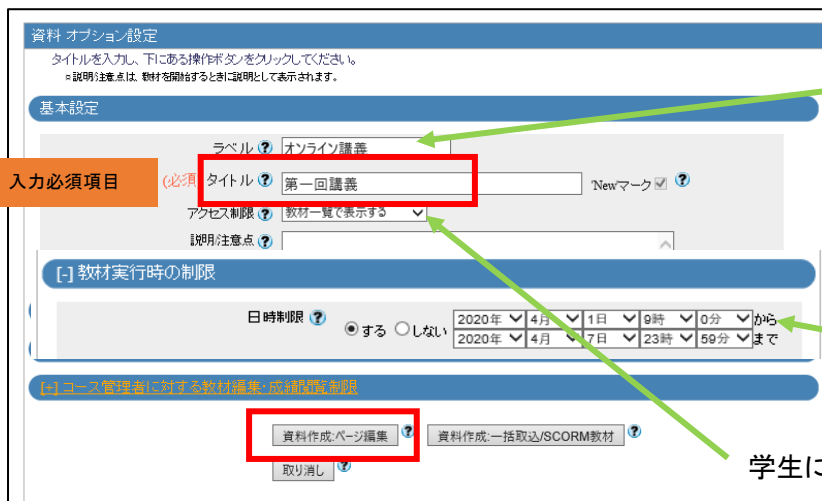 資料 オプション設定
タイトルを入力し、下にある操作ボタンをクリックしてください。
¤説明/注意点は、教材を開始するときに説明として表示されます。
基本設定
ラベル ? オンライン講義
入力必須項目
(必須) タイトル ? 第一回講義 'New'マーク ?
アクセス制限 ? 教材一覧で表示する
説明/注意点 ?
[-] 教材実行時の制限
日時制限 ? する しない 2020年 4月 1日 9時 0分 から
2020年 4月 7日 23時 59分 まで
[+] コース管理者に対する教材編集・成績閲覧制限
資料作成:ページ編集 ? 資料作成:一括取込/SCORM教材 ?
取り消し ?
学生に